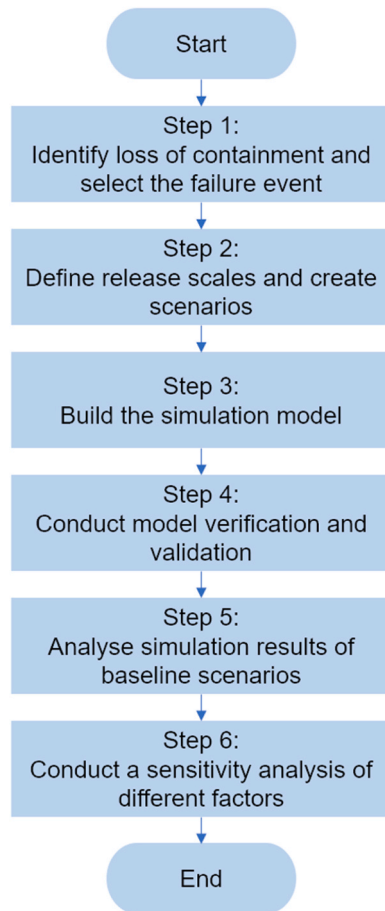 Start
Step 1:
Identify loss of containment and
select the failure event
Step 2:
Define release scales and create
scenarios
Step 3:
Build the simulation model
Step 4:
Conduct model verification and
validation
Step 5:
Analyse simulation results of
baseline scenarios
Step 6:
Conduct a sensitivity analysis of
different factors
End